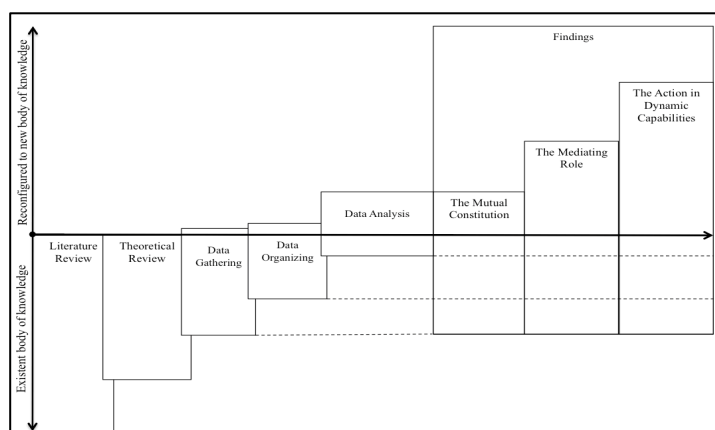 Reconfigured to new body of knowledge
Existent body of knowledge
Findings
The Action in
Dynamic
Capabilities
The Mediating
Role
The Mutual
Constitution
Data Analysis
Data
Organizing
Data
Gathering
Theoretical
Review
Literature
Review